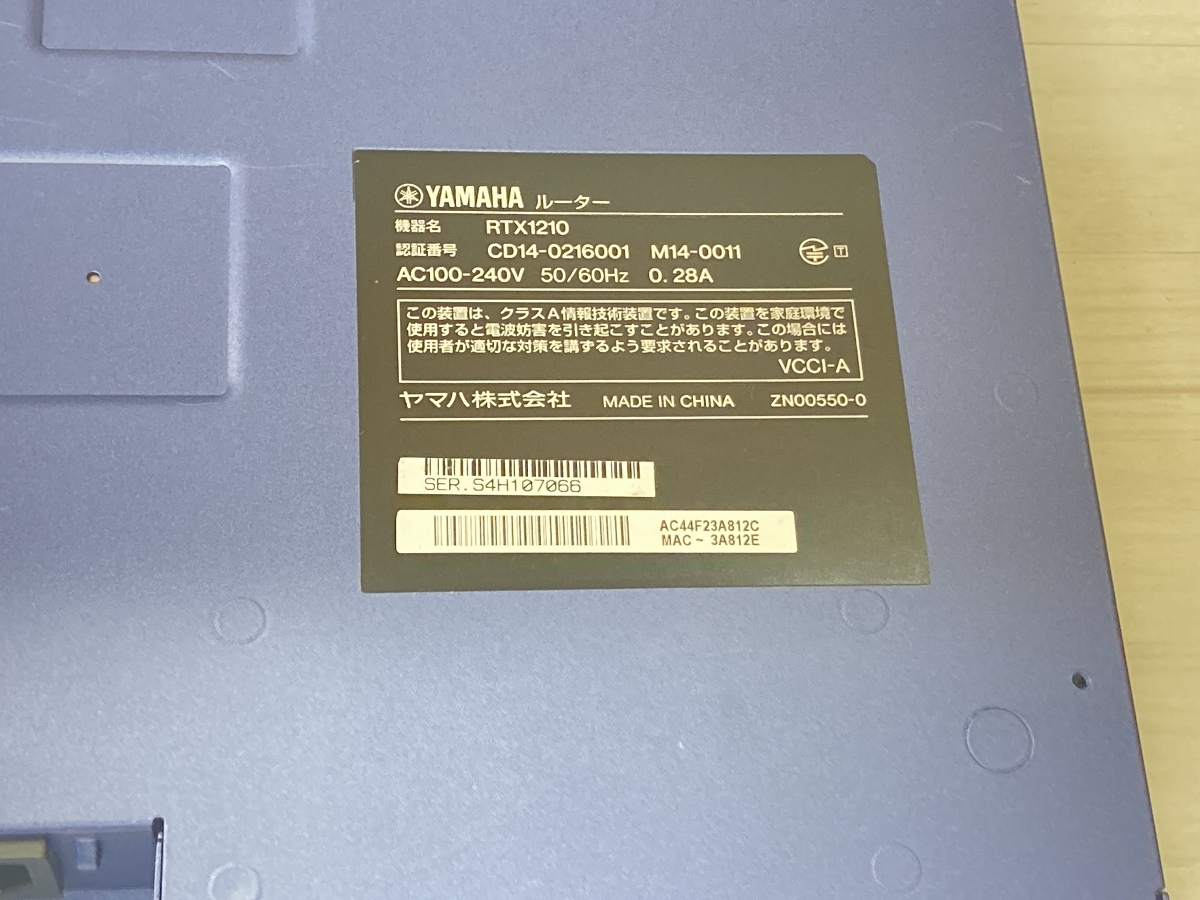 YAMAHA ルーター
機器名 RTX1210
認証番号 CD14-0216001 M14-0011 T
AC100-240V 50/60Hz 0.28A
この装置は、クラスA情報技術装置です。この装置を家庭環境で
使用すると電波妨害を引き起こすことがあります。この場合には
使用者が適切な対策を講ずるよう要求されることがあります。
VCCI-A
ヤマハ株式会社 MADE IN CHINA ZN00550-0
SER.S4H107066
AC44F23A812C
MAC~ 3A812E